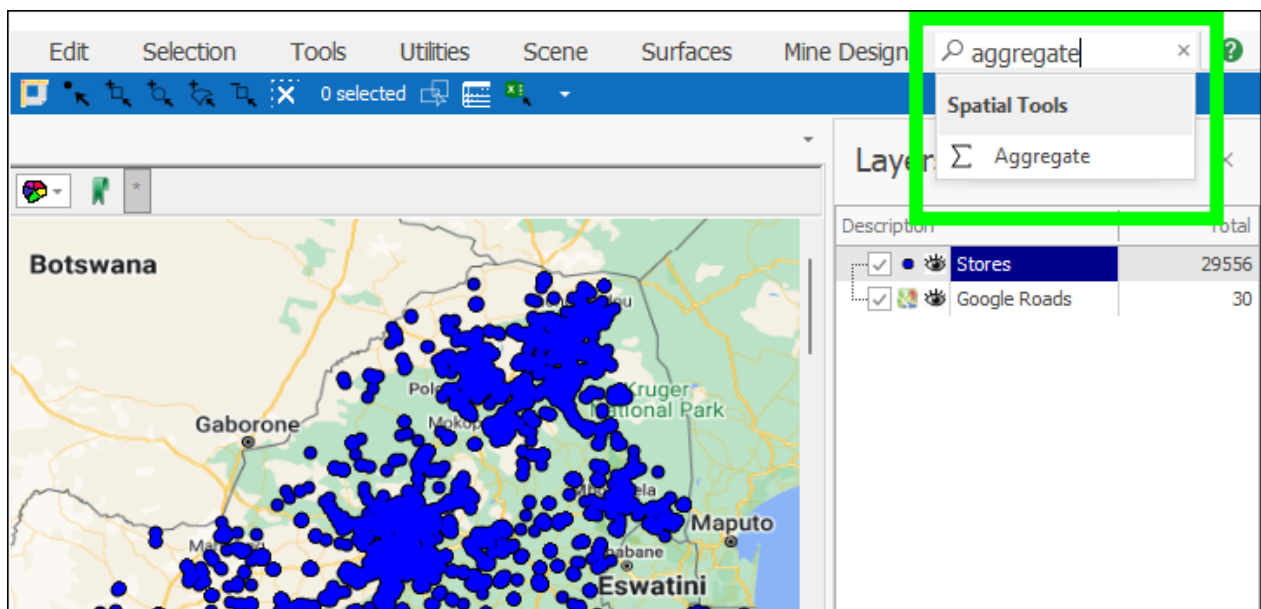 Edit Selection Tools Utilities Scene Surfaces Mine Design aggregate × ?
0 selected
Spatial Tools
Σ Aggregate
Description Total
Stores 29556
Google Roads 30
Botswana
Kruger
National Park
Gaborone
Maputo
Eswatini